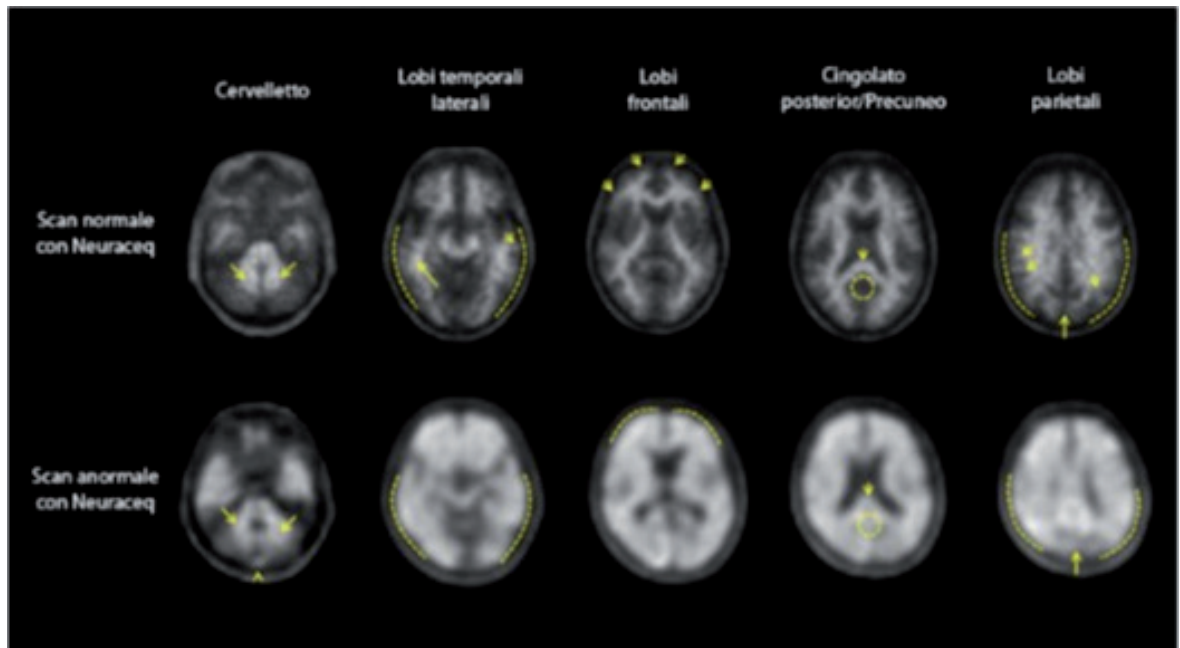 Cervelletto
Lobi temporali
laterali
Lobi
frontali
Cingolato
posterior/Precuneo
Lobi
parietali
Scan normale
con Neuraceq
Scan anormale
con Neuraceq